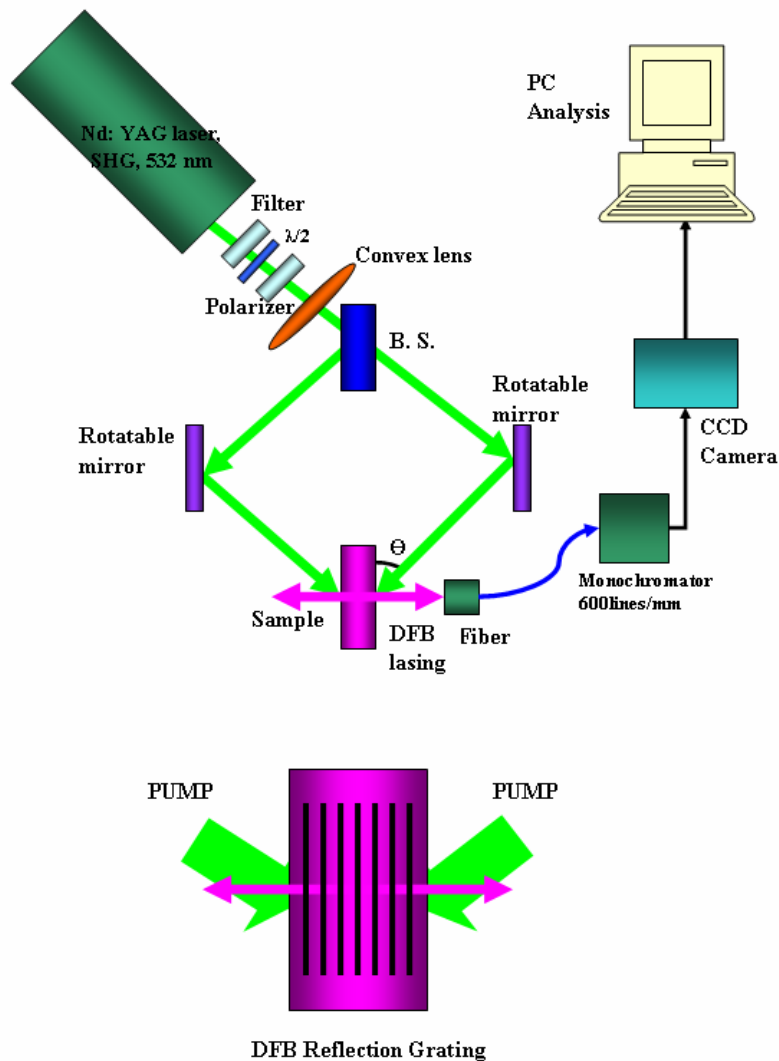 PC
Analysis
Nd: YAG laser,
SHG, 532 nm
Filter
λ/2
Convex lens
Polarizer
B. S.
Rotatable
mirror
Rotatable
mirror
CCD
Camera
Θ
Monochromator
600lines/mm
Sample
DFB
lasing
Fiber
PUMP
PUMP
DFB Reflection Grating